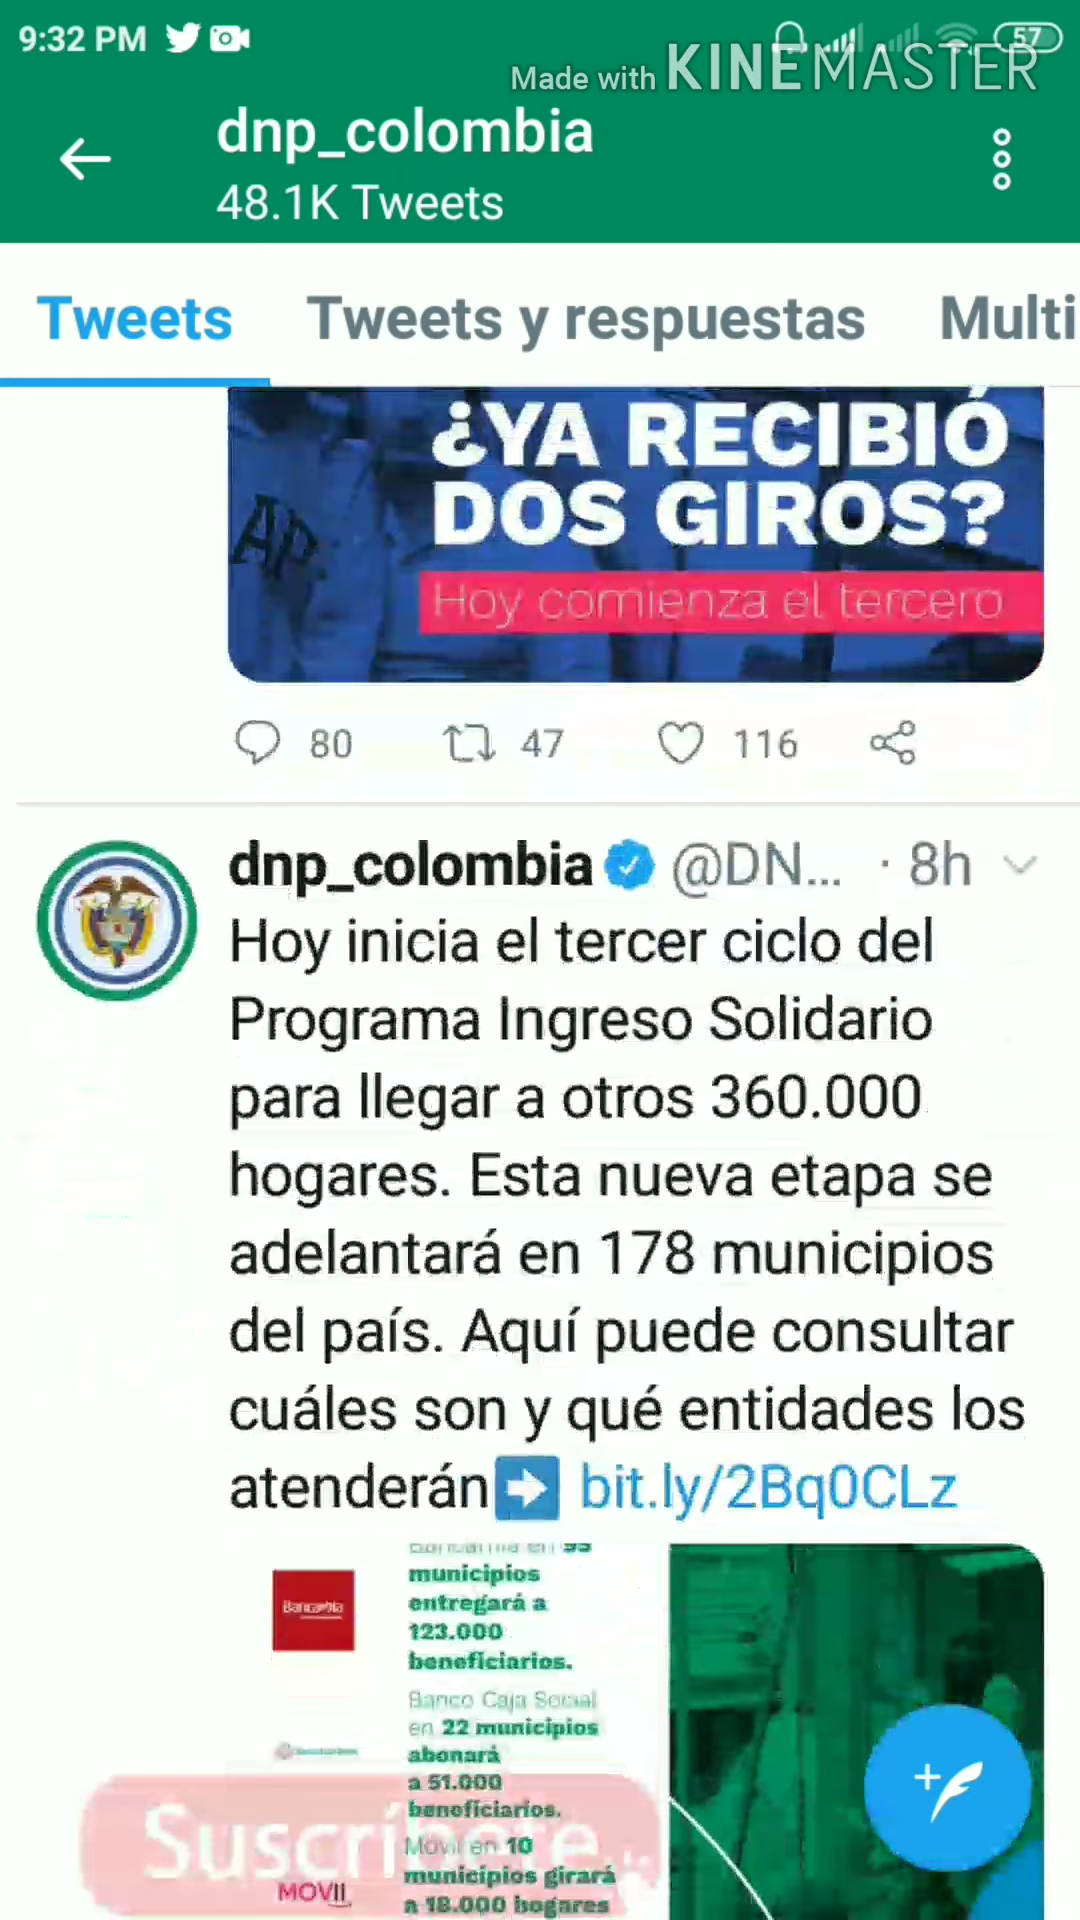 9:32 PM
57
Made with KINEMASTER
dnp_colombia
48.1K Tweets
Tweets
Tweets y respuestas
Multi
¿YA RECIBIÓ
DOS GIROS?
Hoy comienza el tercero
80
47
116
dnp_colombia @DN... · 8h
Hoy inicia el tercer ciclo del
Programa Ingreso Solidario
para llegar a otros 360.000
hogares. Esta nueva etapa se
adelantará en 178 municipios
del país. Aquí puede consultar
cuáles son y qué entidades los
atenderán➡ bit.ly/2Bq0CLz
municipios
entregará a
123.000
beneficiarios.
Banco Caja Social
en 22 municipios
abonará
a 51.000
beneficiarios.
Movii en 10
municipios girará
a 18.000 hogares
Bancamía
Suscríbete
MOVII